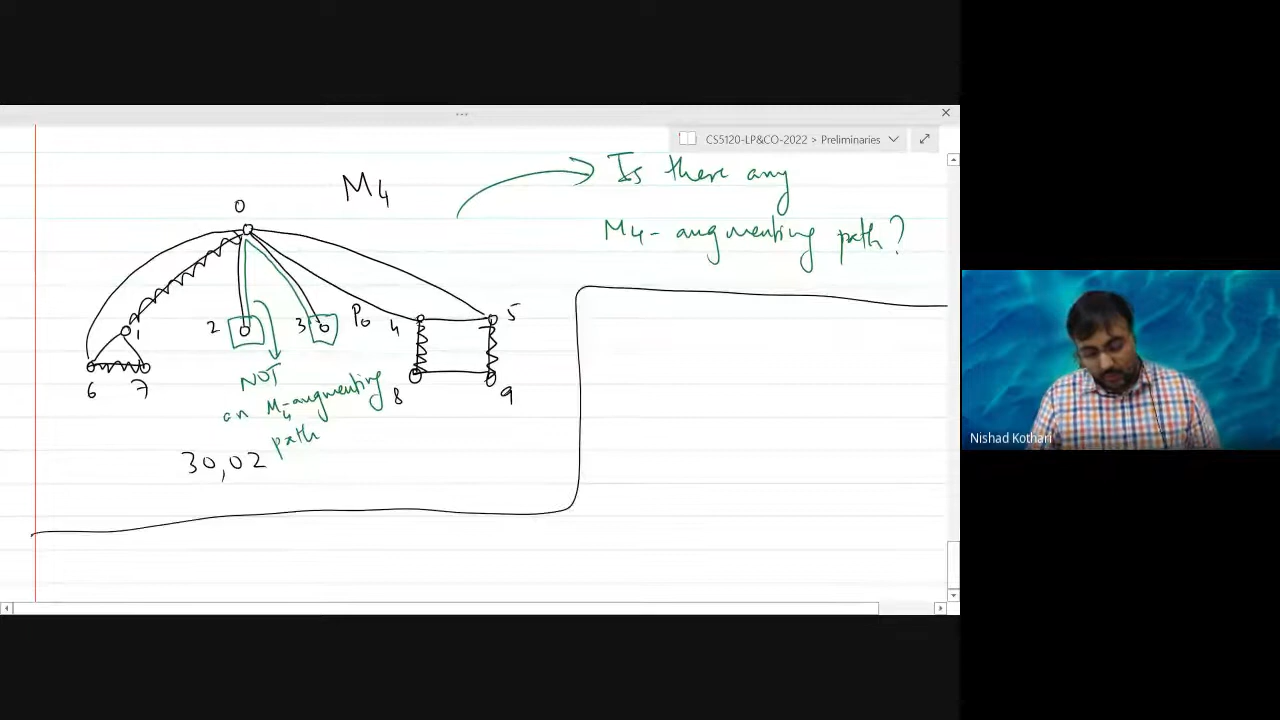 CS5120-LP&CO-2022 > Preliminaries
M4
Is there any
M4-augmenting path?
0
1
2
3
P0
4
5
6
7
8
9
NOT
an M4-augmenting
path
30,02
Nishad Kothari